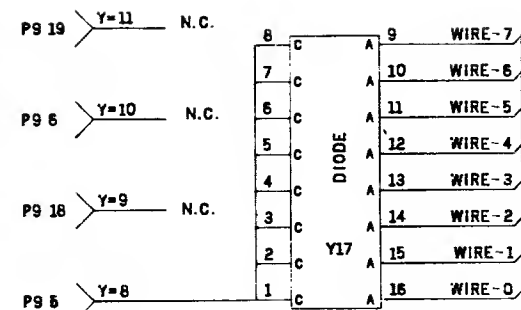 P9 19 Y=11 N.C. 8 C A 9 WIRE-7
7 C A 10 WIRE-6
P9 6 Y=10 N.C. 6 C A 11 WIRE-5
5 C DIODE A 12 WIRE-4
4 C A 13 WIRE-3
P9 18 Y=9 N.C. 3 C A 14 WIRE-2
2 C Y17 A 15 WIRE-1
P9 5 Y=8 1 C A 16 WIRE-0